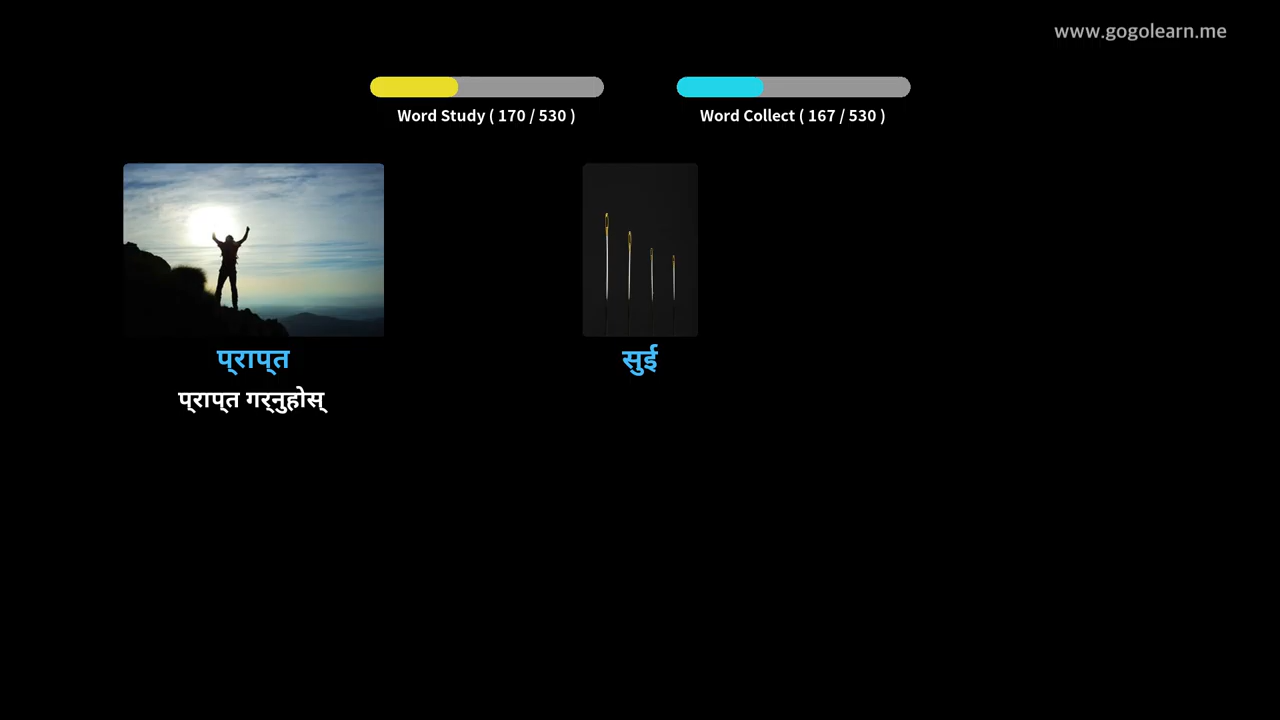 www.gogolearn.me
Word Study ( 170 / 530 )
Word Collect ( 167 / 530 )
प्राप्त
सुई
प्राप्त गर्नुहोस्